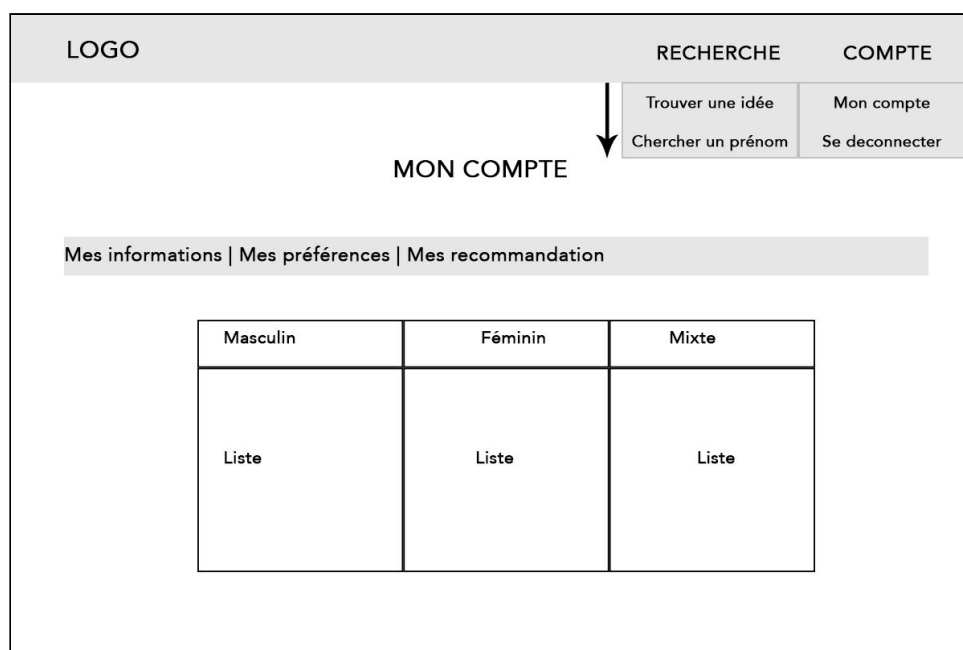 LOGO RECHERCHE COMPTE
Trouver une idée Mon compte
Chercher un prénom Se deconnecter
MON COMPTE
Mes informations | Mes préférences | Mes recommandation
Masculin Féminin Mixte
Liste Liste Liste